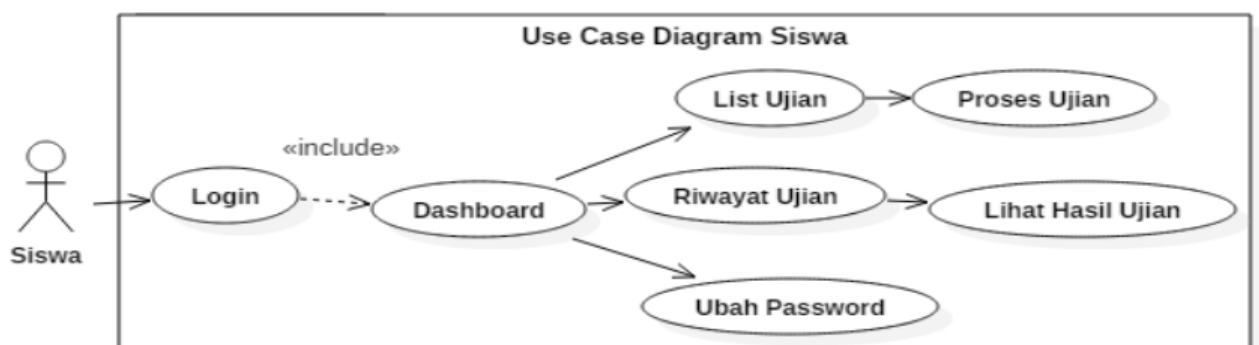 Use Case Diagram Siswa
List Ujian
Proses Ujian
«include»
Login
Dashboard
Riwayat Ujian
Lihat Hasil Ujian
Siswa
Ubah Password